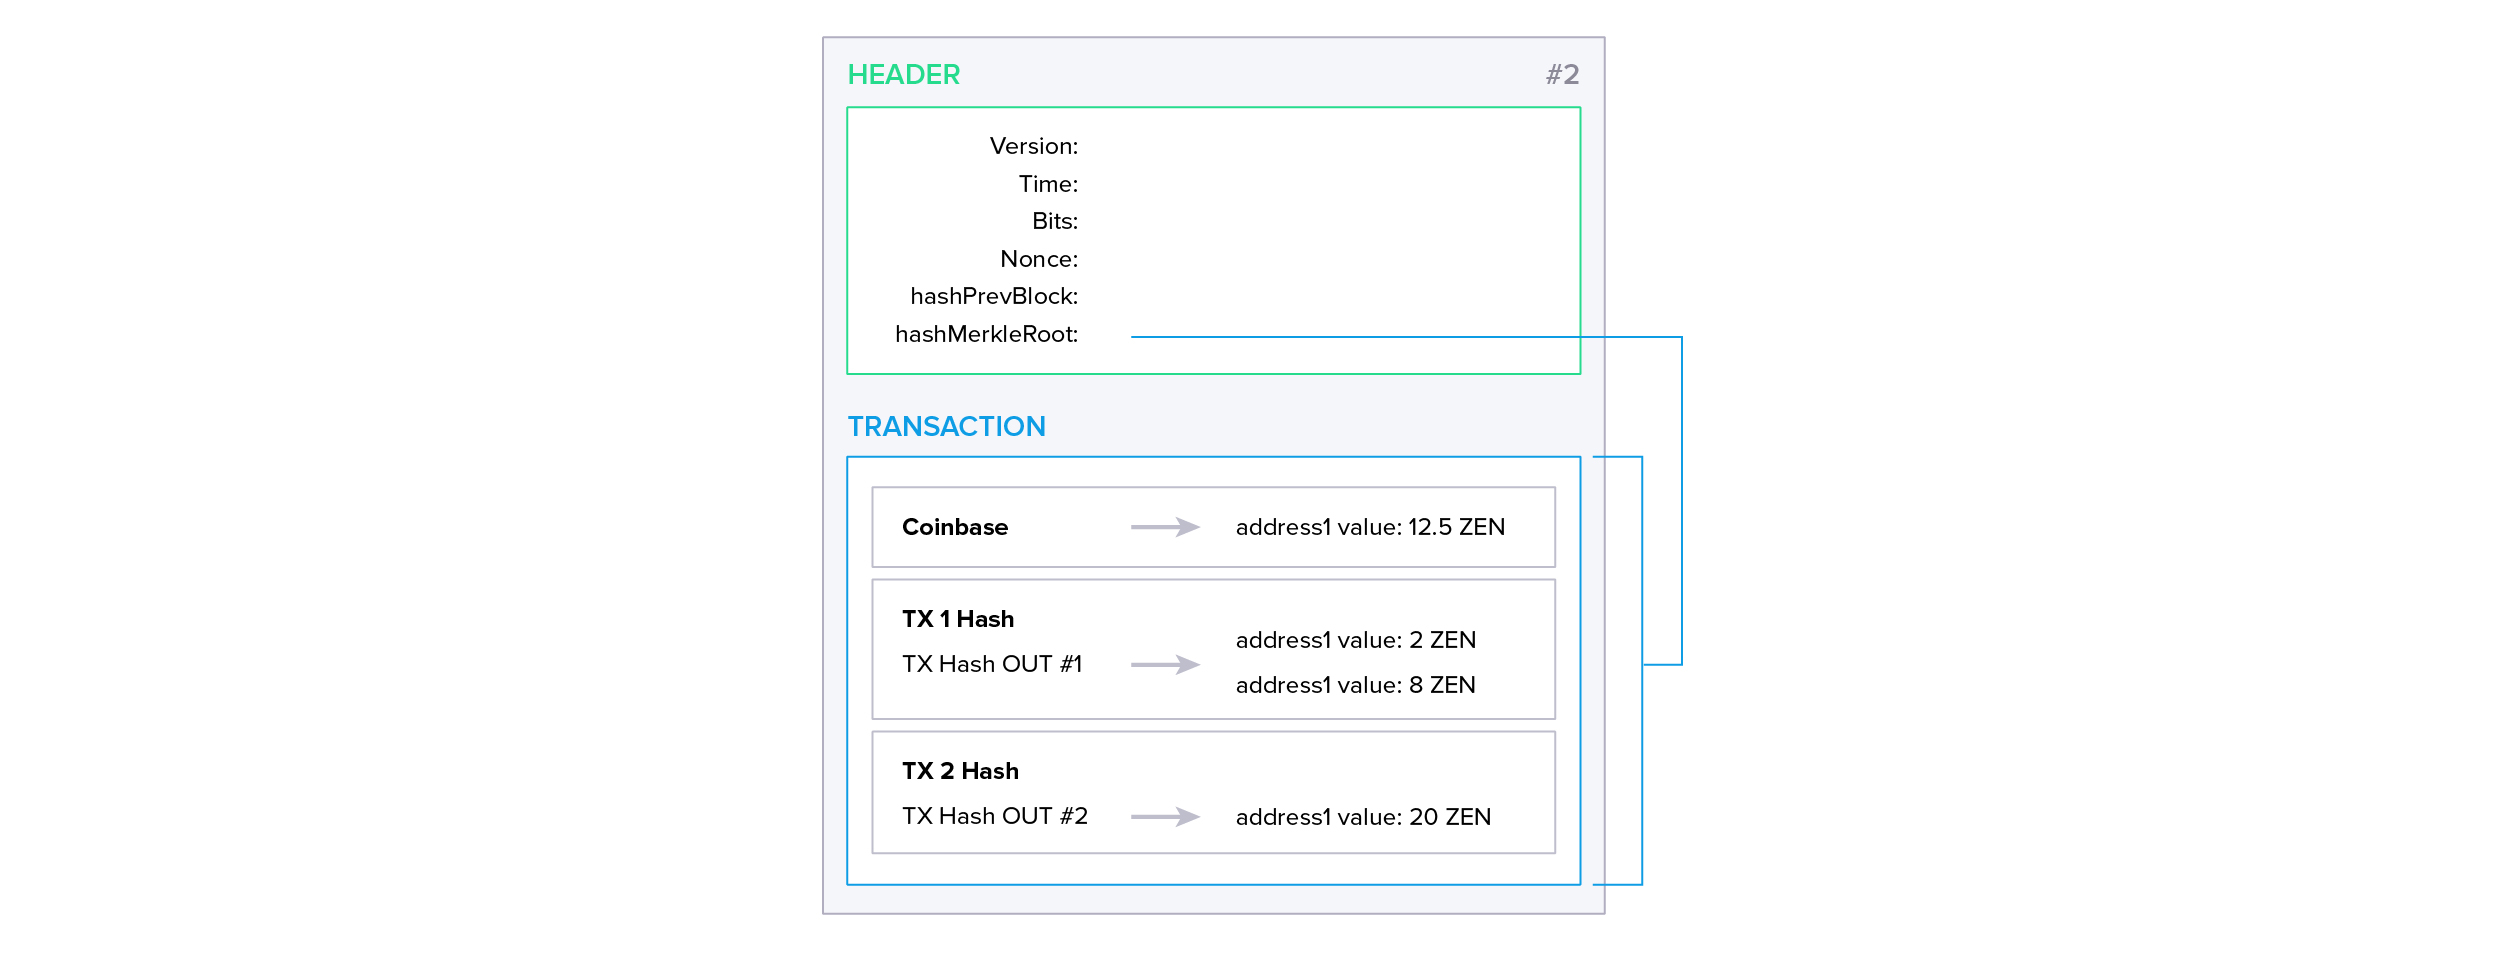 HEADER #2
Version:
Time:
Bits:
Nonce:
hashPrevBlock:
hashMerkleRoot:
TRANSACTION
Coinbase address1 value: 12.5 ZEN
TX 1 Hash
address1 value: 2 ZEN
TX Hash OUT #1
address1 value: 8 ZEN
TX 2 Hash
TX Hash OUT #2 address1 value: 20 ZEN